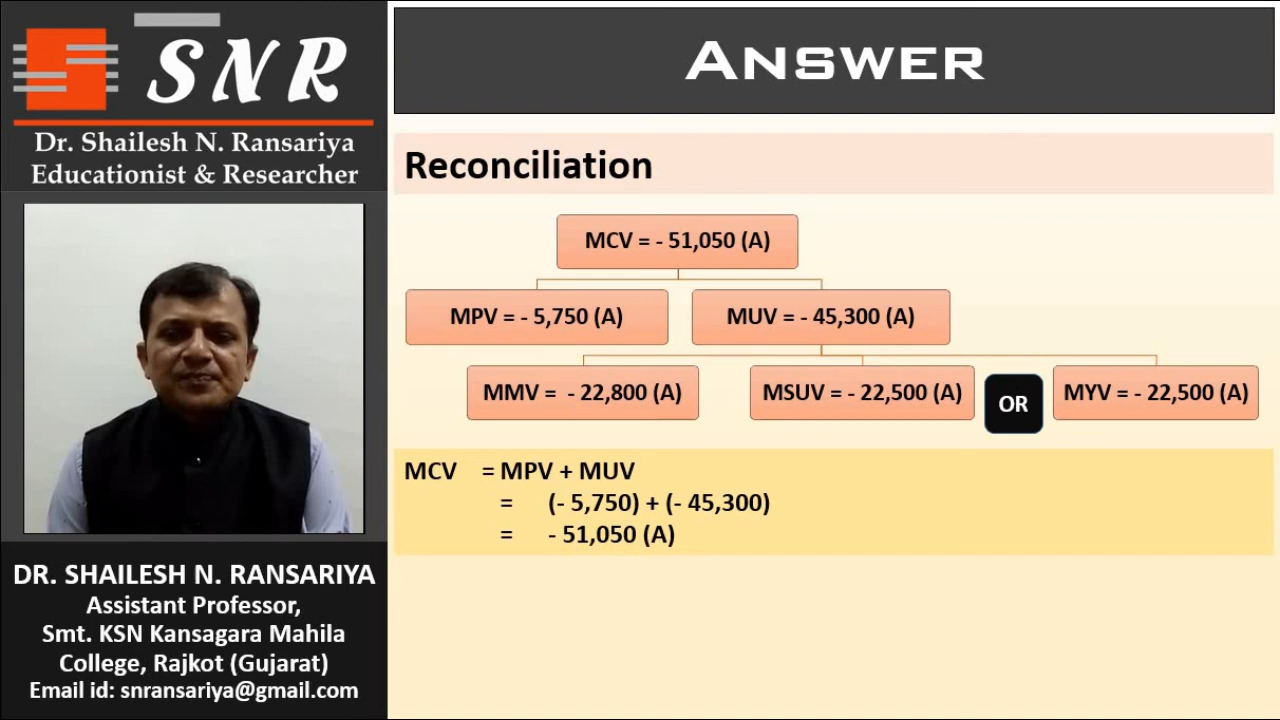 SNR
Dr. Shailesh N. Ransariya
Educationist & Researcher
DR. SHAILESH N. RANSARIYA
Assistant Professor,
Smt. KSN Kansagara Mahila
College, Rajkot (Gujarat)
Email id: snransariya@gmail.com
ANSWER
Reconciliation
MCV = - 51,050 (A)
MPV = - 5,750 (A)
MUV = - 45,300 (A)
MMV = - 22,800 (A)
MSUV = - 22,500 (A)
OR
MYV = - 22,500 (A)
MCV = MPV + MUV
= (- 5,750) + (- 45,300)
= - 51,050 (A)